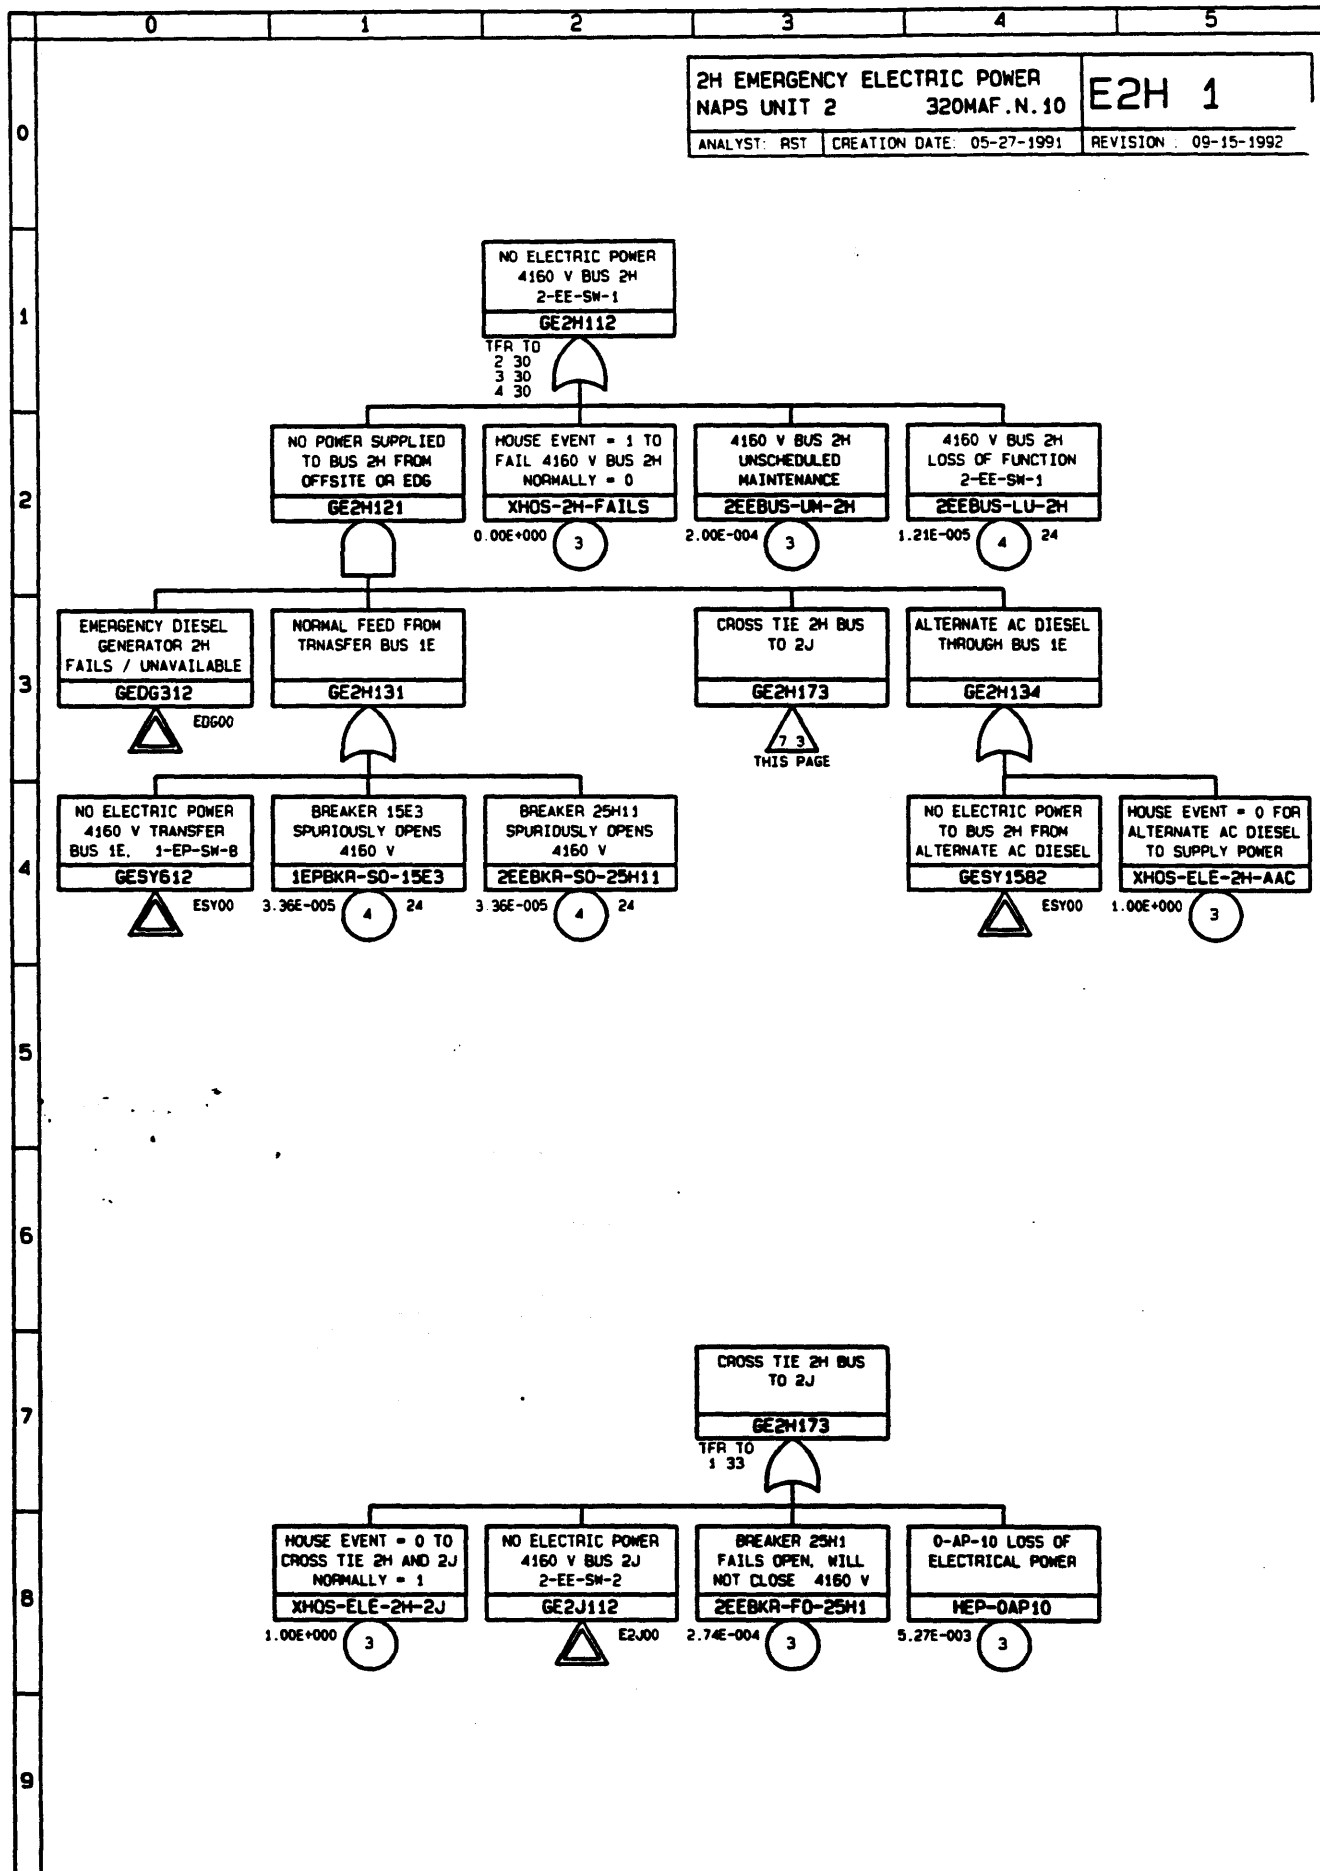 0 1 2 3 4 5
2H EMERGENCY ELECTRIC POWER
NAPS UNIT 2 320MAF.N.10
E2H 1
ANALYST: RST CREATION DATE: 05-27-1991 REVISION : 09-15-1992
0
1
NO ELECTRIC POWER
4160 V BUS 2H
2-EE-SW-1
GE2H112
TFR TO
2 30
3 30
4 30
2
NO POWER SUPPLIED
TO BUS 2H FROM
OFFSITE OR EDG
GE2H121
HOUSE EVENT = 1 TO
FAIL 4160 V BUS 2H
NORMALLY = 0
XHOS-2H-FAILS
0.00E+000 3
4160 V BUS 2H
UNSCHEDULED
MAINTENANCE
2EEBUS-UM-2H
2.00E-004 3
4160 V BUS 2H
LOSS OF FUNCTION
2-EE-SW-1
2EEBUS-LU-2H
1.21E-005 4 24
3
EMERGENCY DIESEL
GENERATOR 2H
FAILS / UNAVAILABLE
GEDG312
EDG00
NORMAL FEED FROM
TRNASFER BUS 1E
GE2H131
CROSS TIE 2H BUS
TO 2J
GE2H173
7 3
THIS PAGE
ALTERNATE AC DIESEL
THROUGH BUS 1E
GE2H134
4
NO ELECTRIC POWER
4160 V TRANSFER
BUS 1E, 1-EP-SW-B
GESY612
ESY00
BREAKER 15E3
SPURIOUSLY OPENS
4160 V
1EPBKR-SO-15E3
3.36E-005 4 24
BREAKER 25H11
SPURIOUSLY OPENS
4160 V
2EEBKR-SO-25H11
3.36E-005 4 24
NO ELECTRIC POWER
TO BUS 2H FROM
ALTERNATE AC DIESEL
GESY1582
ESY00
HOUSE EVENT = 0 FOR
ALTERNATE AC DIESEL
TO SUPPLY POWER
XHOS-ELE-2H-AAC
1.00E+000 3
5
6
7
CROSS TIE 2H BUS
TO 2J
GE2H173
TFR TO
1 33
8
HOUSE EVENT = 0 TO
CROSS TIE 2H AND 2J
NORMALLY = 1
XHOS-ELE-2H-2J
1.00E+000 3
NO ELECTRIC POWER
4160 V BUS 2J
2-EE-SW-2
GE2J112
E2J00
BREAKER 25H1
FAILS OPEN, WILL
NOT CLOSE 4160 V
2EEBKR-FO-25H1
2.74E-004 3
0-AP-10 LOSS OF
ELECTRICAL POWER
HEP-0AP10
5.27E-003 3
9